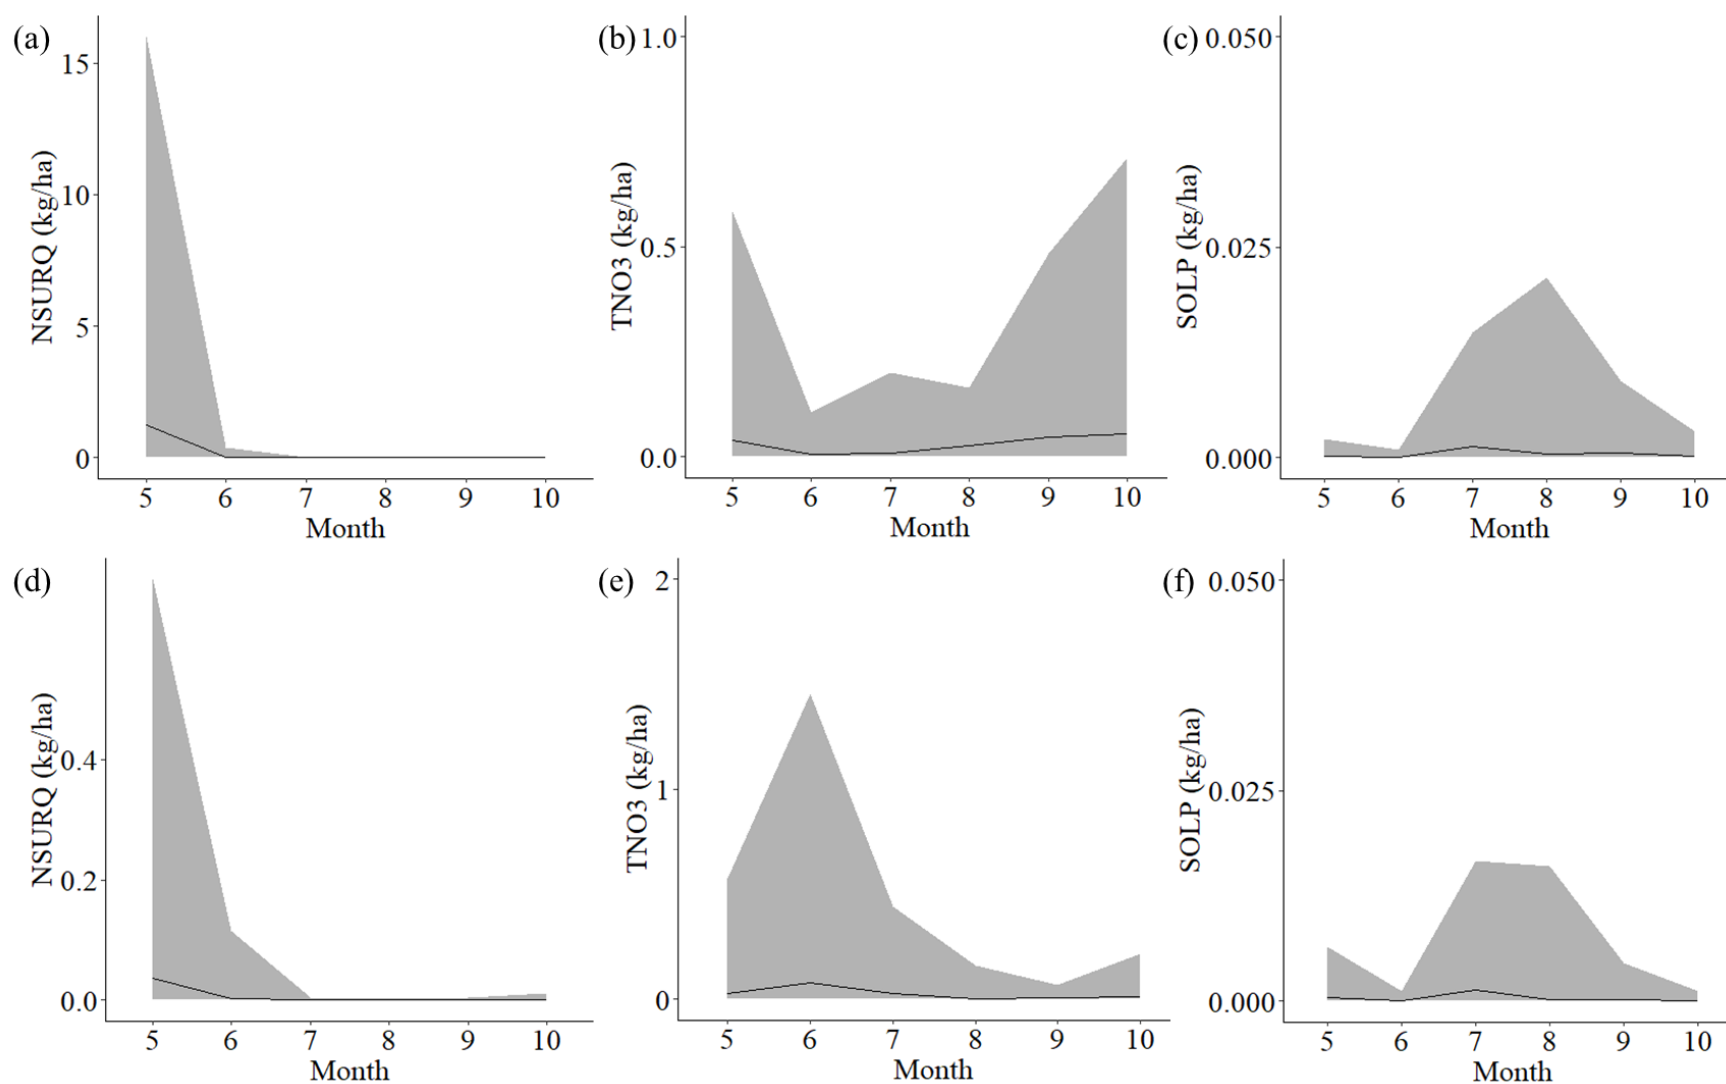 (a)
NSURQ (kg/ha)
15
10
5
0
5 6 7 8 9 10
Month
(b)
TNO3 (kg/ha)
1.0
0.5
0.0
5 6 7 8 9 10
Month
(c)
SOLP (kg/ha)
0.050
0.025
0.000
5 6 7 8 9 10
Month
(d)
NSURQ (kg/ha)
0.4
0.2
0.0
5 6 7 8 9 10
Month
(e)
TNO3 (kg/ha)
2
1
0
5 6 7 8 9 10
Month
(f)
SOLP (kg/ha)
0.050
0.025
0.000
5 6 7 8 9 10
Month